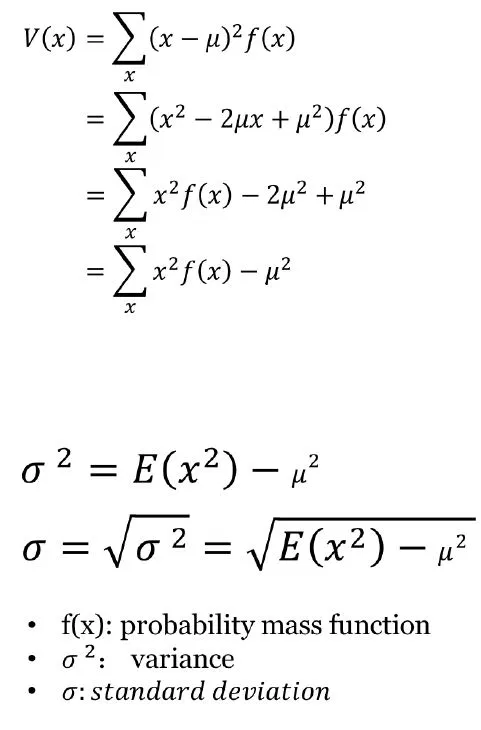 V(x) = ∑ₓ (x − μ)² f(x)
= ∑ₓ (x² − 2μx + μ²) f(x)
= ∑ₓ x² f(x) − 2μ² + μ²
= ∑ₓ x² f(x) − μ²
σ² = E(x²) − μ²
σ = √σ² = √(E(x²) − μ²)
• f(x): probability mass function
• σ²: variance
• σ: standard deviation